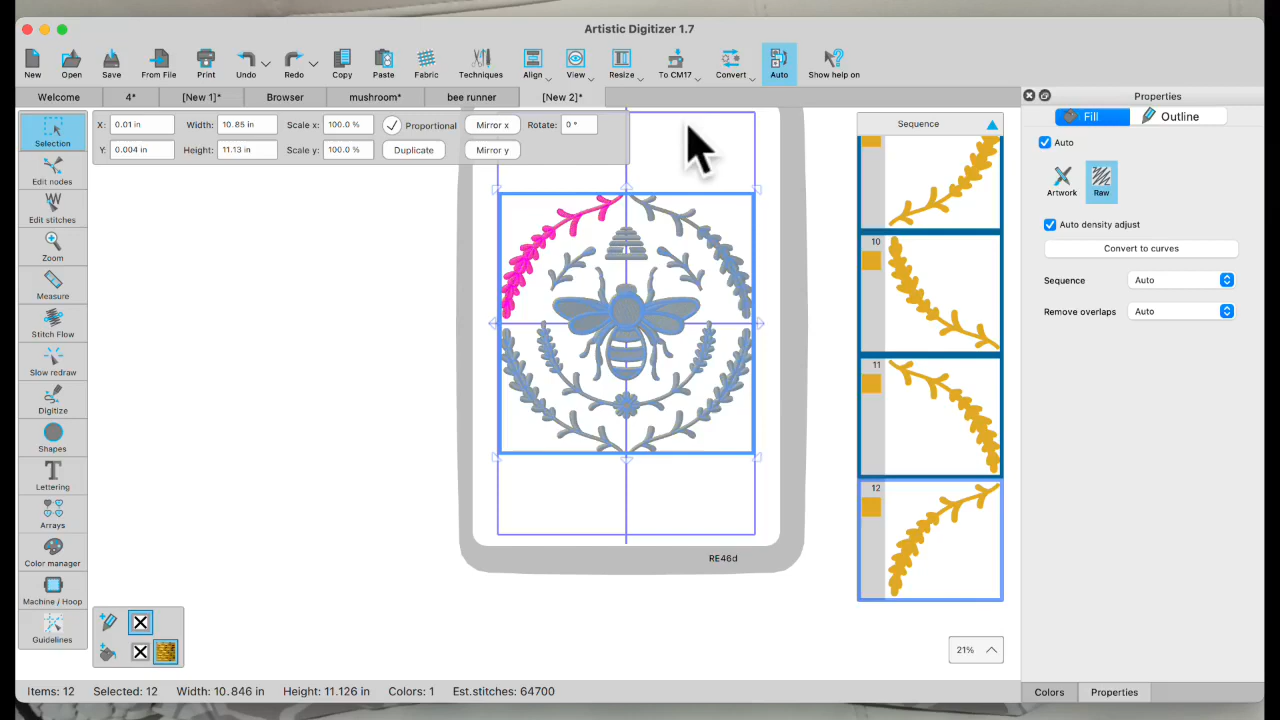 Artistic Digitizer 1.7
New Open Save From File Print Undo Redo Copy Paste Fabric Techniques Align View Resize To CM17 Convert Auto Show help on
Welcome 4* [New 1]* Browser mushroom* bee runner [New 2]*
X: 0.01 in Width: 10.85 in Scale x: 100.0 % Proportional Mirror x Rotate: 0 °
Y: 0.004 in Height: 11.13 in Scale y: 100.0 % Duplicate Mirror y
Selection
Edit nodes
Edit stitches
Zoom
Measure
Stitch Flow
Slow redraw
Digitize
Shapes
Lettering
Arrays
Color manager
Machine / Hoop
Guidelines
RE46d
Sequence
10
11
12
21%
Properties
Fill Outline
Auto
Artwork Raw
Auto density adjust
Convert to curves
Sequence Auto
Remove overlaps Auto
Colors Properties
Items: 12 Selected: 12 Width: 10.846 in Height: 11.126 in Colors: 1 Est.stitches: 64700